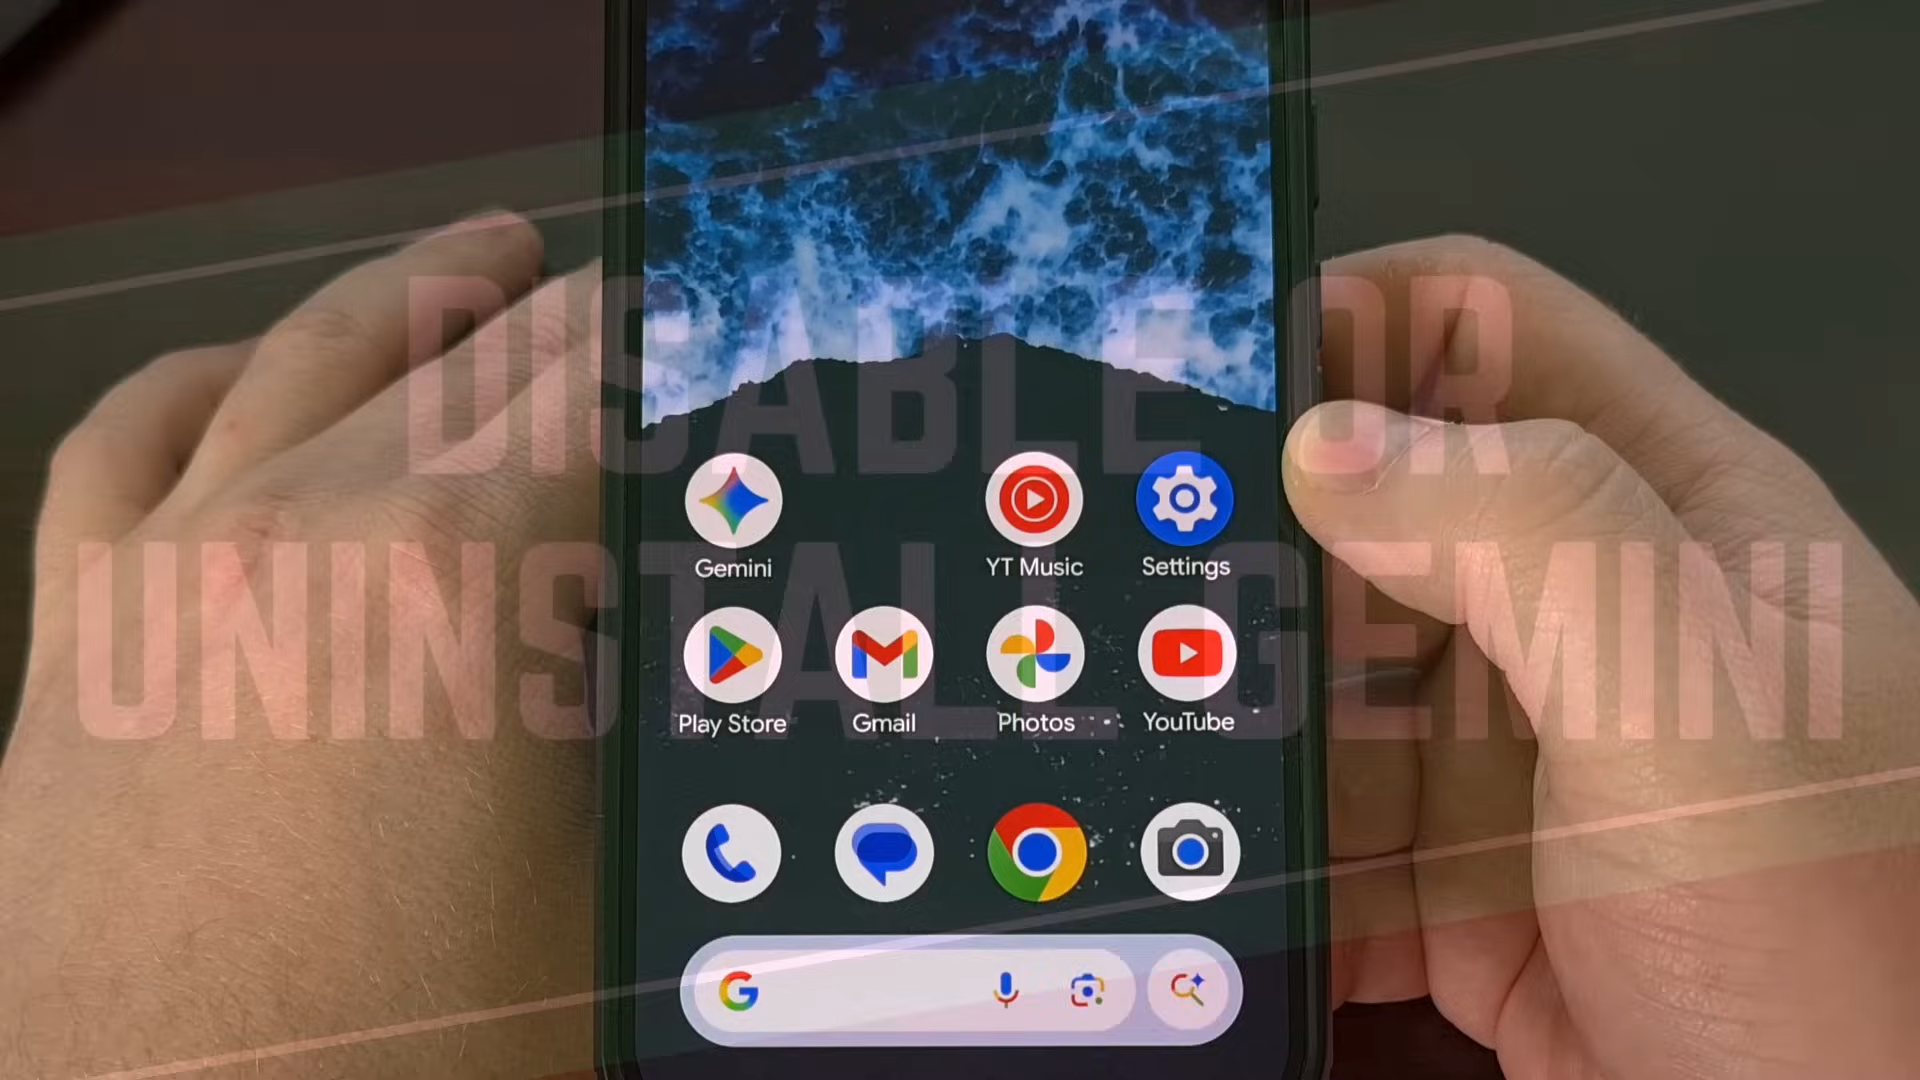 DISABLE OR
UNINSTALL GEMINI
Gemini
YT Music
Settings
Play Store
Gmail
Photos
YouTube
G